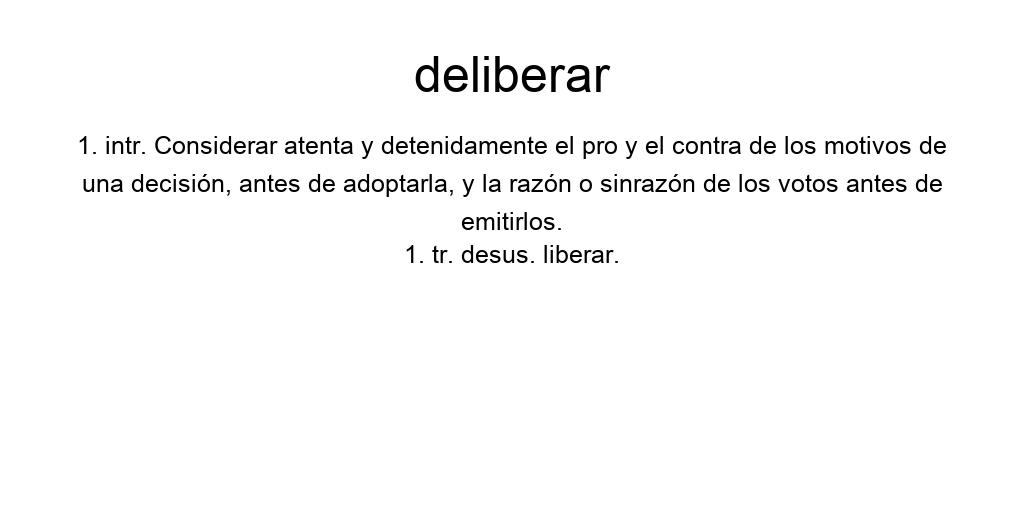 deliberar
1. intr. Considerar atenta y detenidamente el pro y el contra de los motivos de
una decisión, antes de adoptarla, y la razón o sinrazón de los votos antes de
emitirlos.
1. tr. desus. liberar.